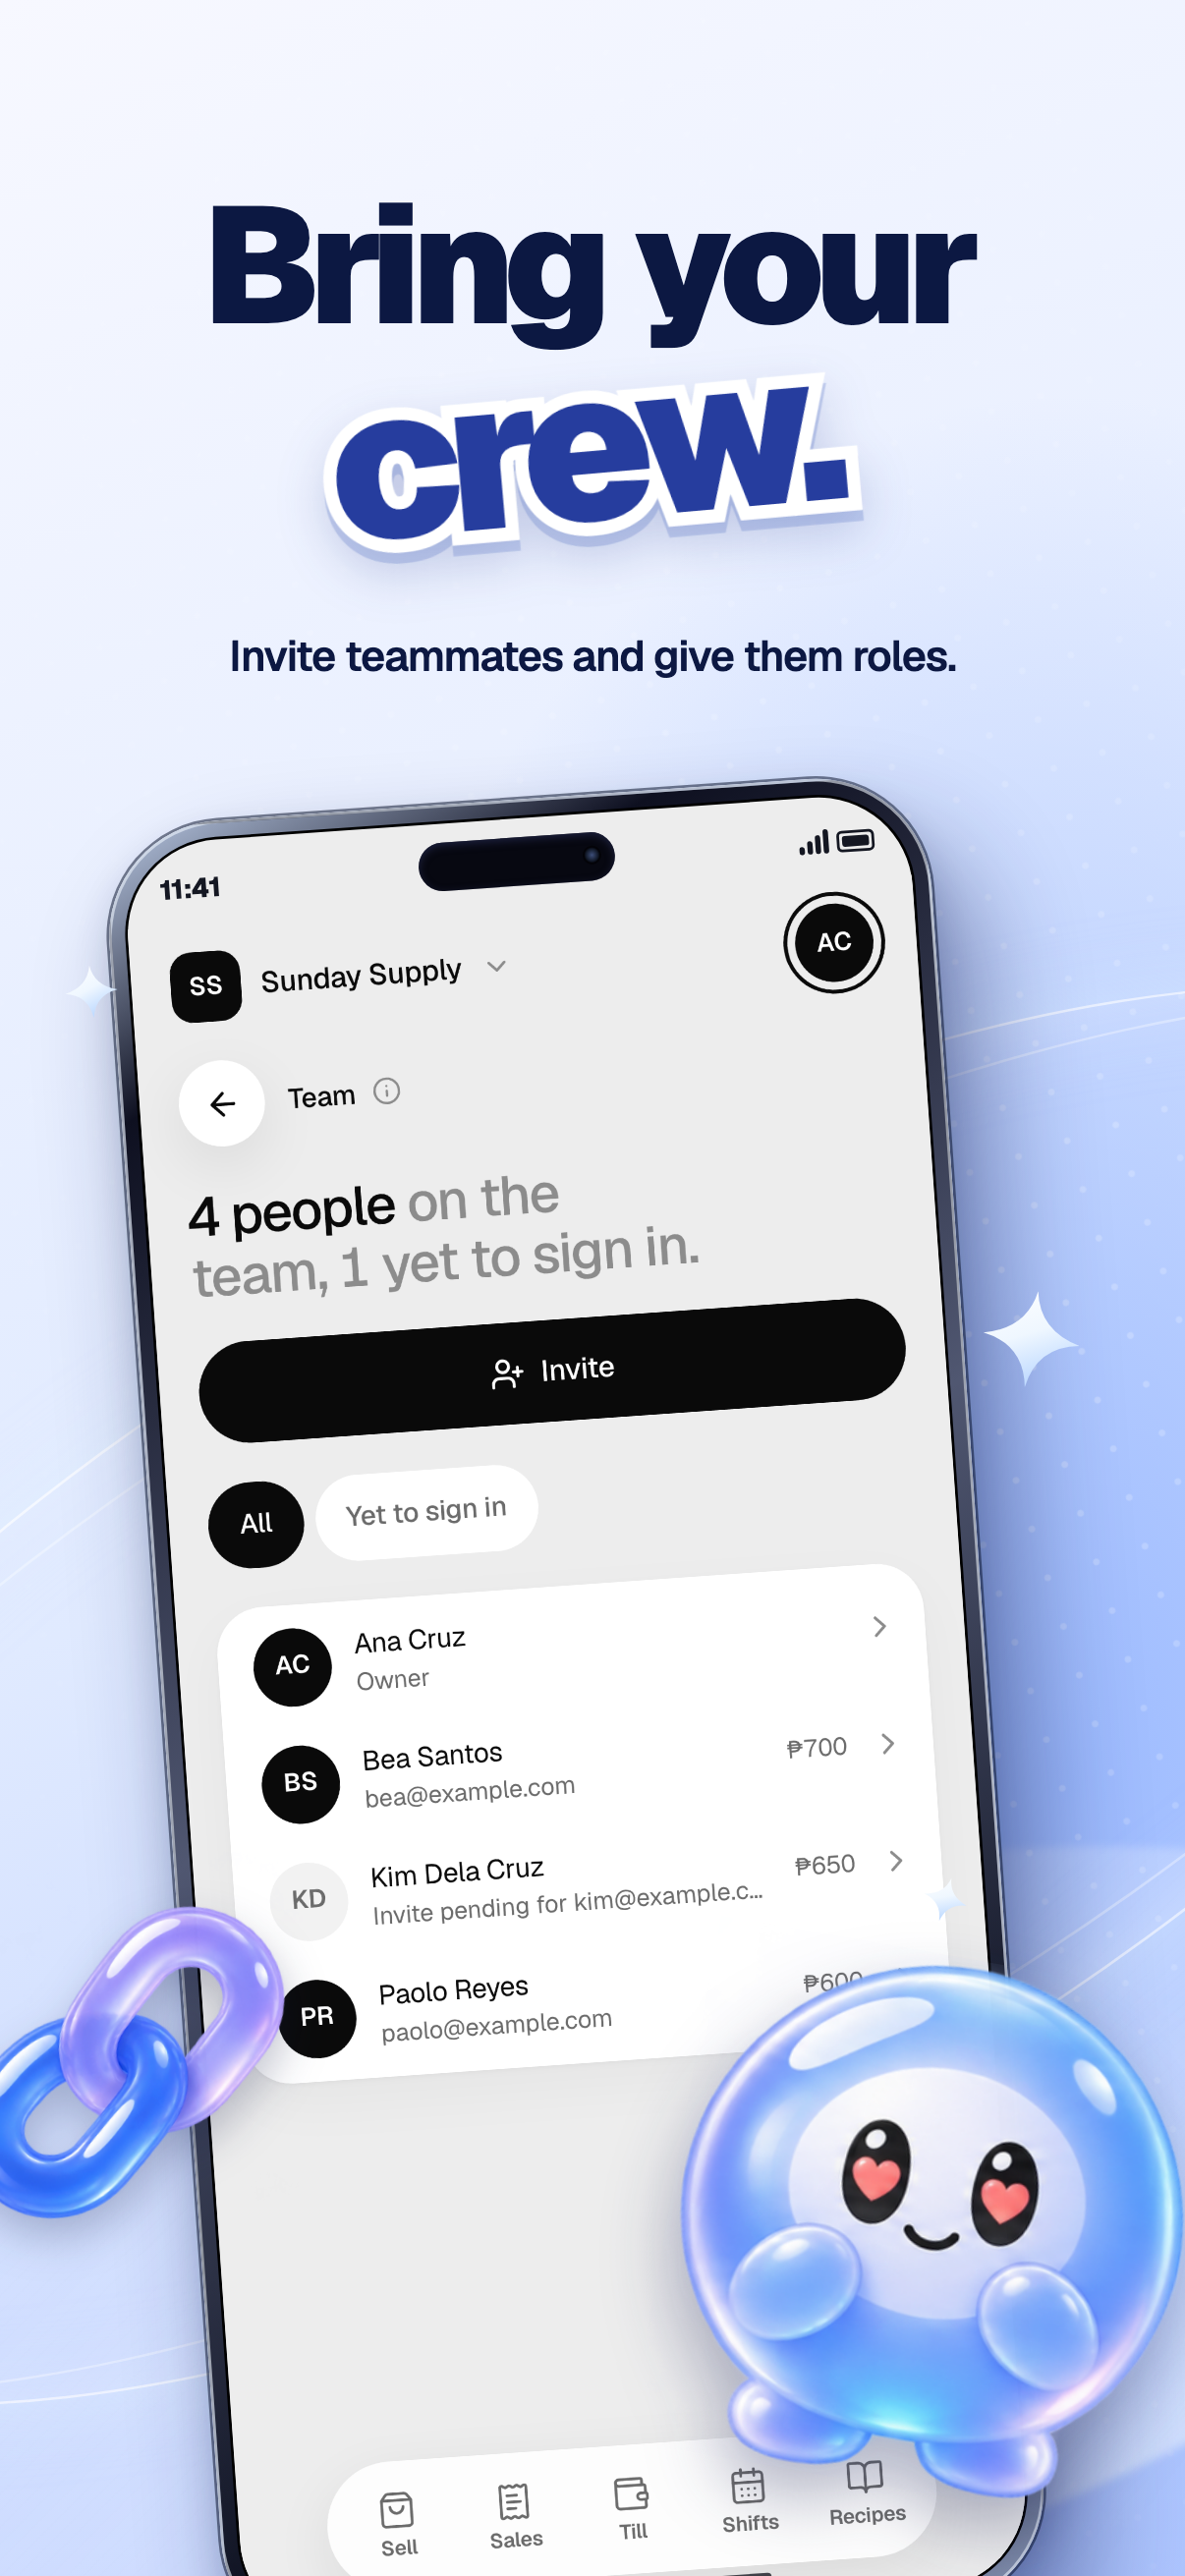 Bring your
crew.
Invite teammates and give them roles.
11:41
SS Sunday Supply
AC
Team
4 people on the
team, 1 yet to sign in.
Invite
All Yet to sign in
AC Ana Cruz
Owner
BS Bea Santos ₱700
bea@example.com
KD Kim Dela Cruz ₱650
Invite pending for kim@example.c...
PR Paolo Reyes ₱600
paolo@example.com
Sell Sales Till Shifts Recipes